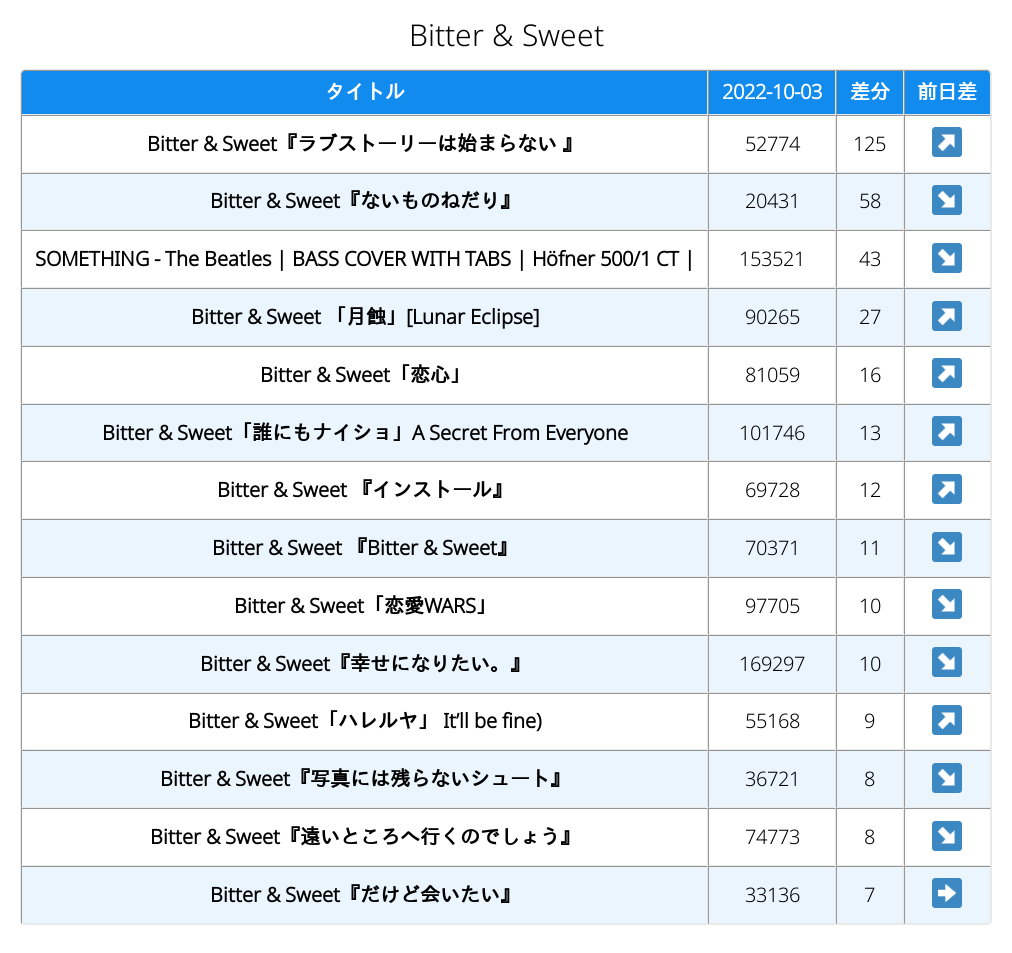 Bitter & Sweet
タイトル 2022-10-03 差分 前日差
Bitter & Sweet『ラブストーリーは始まらない 』 52774 125
Bitter & Sweet『ないものねだり』 20431 58
SOMETHING - The Beatles | BASS COVER WITH TABS | Höfner 500/1 CT | 153521 43
Bitter & Sweet 「月蝕」[Lunar Eclipse] 90265 27
Bitter & Sweet「恋心」 81059 16
Bitter & Sweet「誰にもナイショ」A Secret From Everyone 101746 13
Bitter & Sweet 『インストール』 69728 12
Bitter & Sweet 『Bitter & Sweet』 70371 11
Bitter & Sweet「恋愛WARS」 97705 10
Bitter & Sweet『幸せになりたい。』 169297 10
Bitter & Sweet「ハレルヤ」 It’ll be fine) 55168 9
Bitter & Sweet『写真には残らないシュート』 36721 8
Bitter & Sweet『遠いところへ行くのでしょう』 74773 8
Bitter & Sweet『だけど会いたい』 33136 7